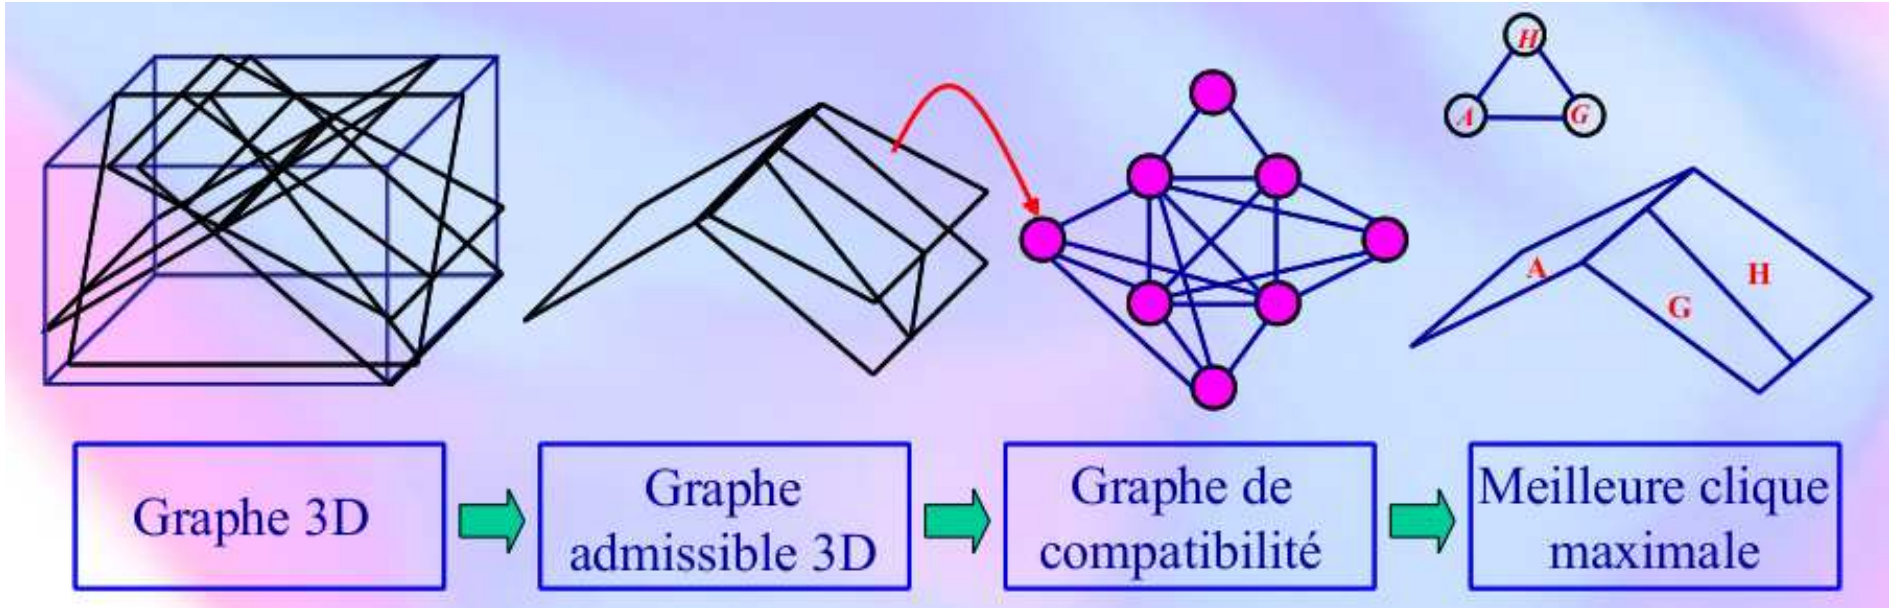 H
A
G
A
G
H
Graphe 3D
Graphe
admissible 3D
Graphe de
compatibilité
Meilleure clique
maximale